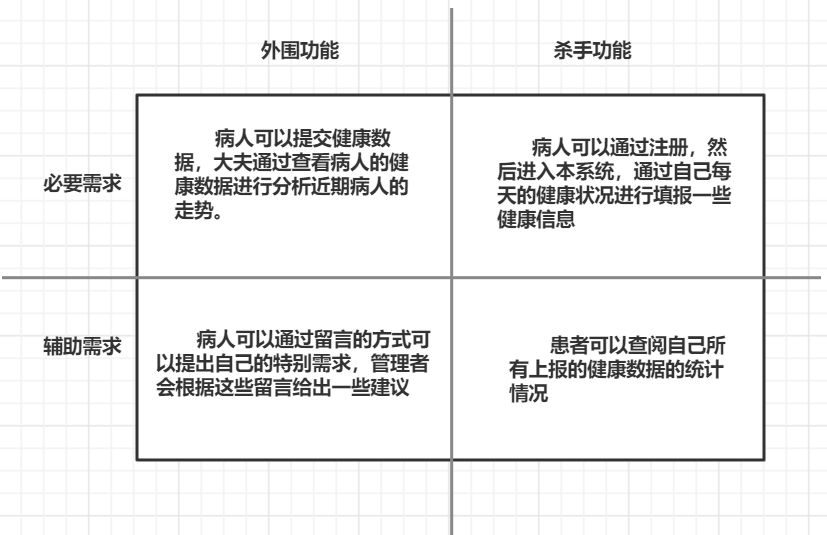 外围功能
杀手功能
必要需求
病人可以提交健康数
据，大夫通过查看病人的健
康数据进行分析近期病人的
走势。
病人可以通过注册，然
后进入本系统，通过自己每
天的健康状况进行填报一些
健康信息
辅助需求
病人可以通过留言的方式可
以提出自己的特别需求，管理者
会根据这些留言给出一些建议
患者可以查阅自己所
有上报的健康数据的统计
情况